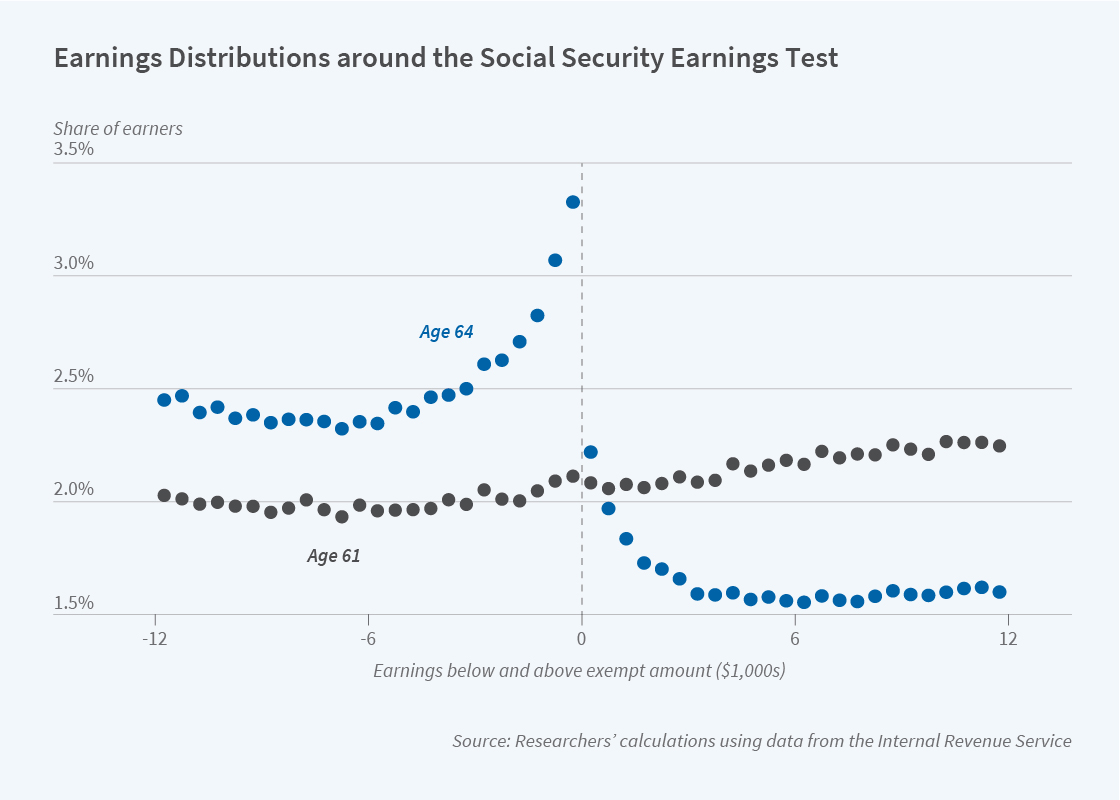 Earnings Distributions around the Social Security Earnings Test
Share of earners
3.5%
3.0%
Age 64
2.5%
2.0%
Age 61
1.5%
-12 -6 0 6 12
Earnings below and above exempt amount ($1,000s)
Source: Researchers’ calculations using data from the Internal Revenue Service